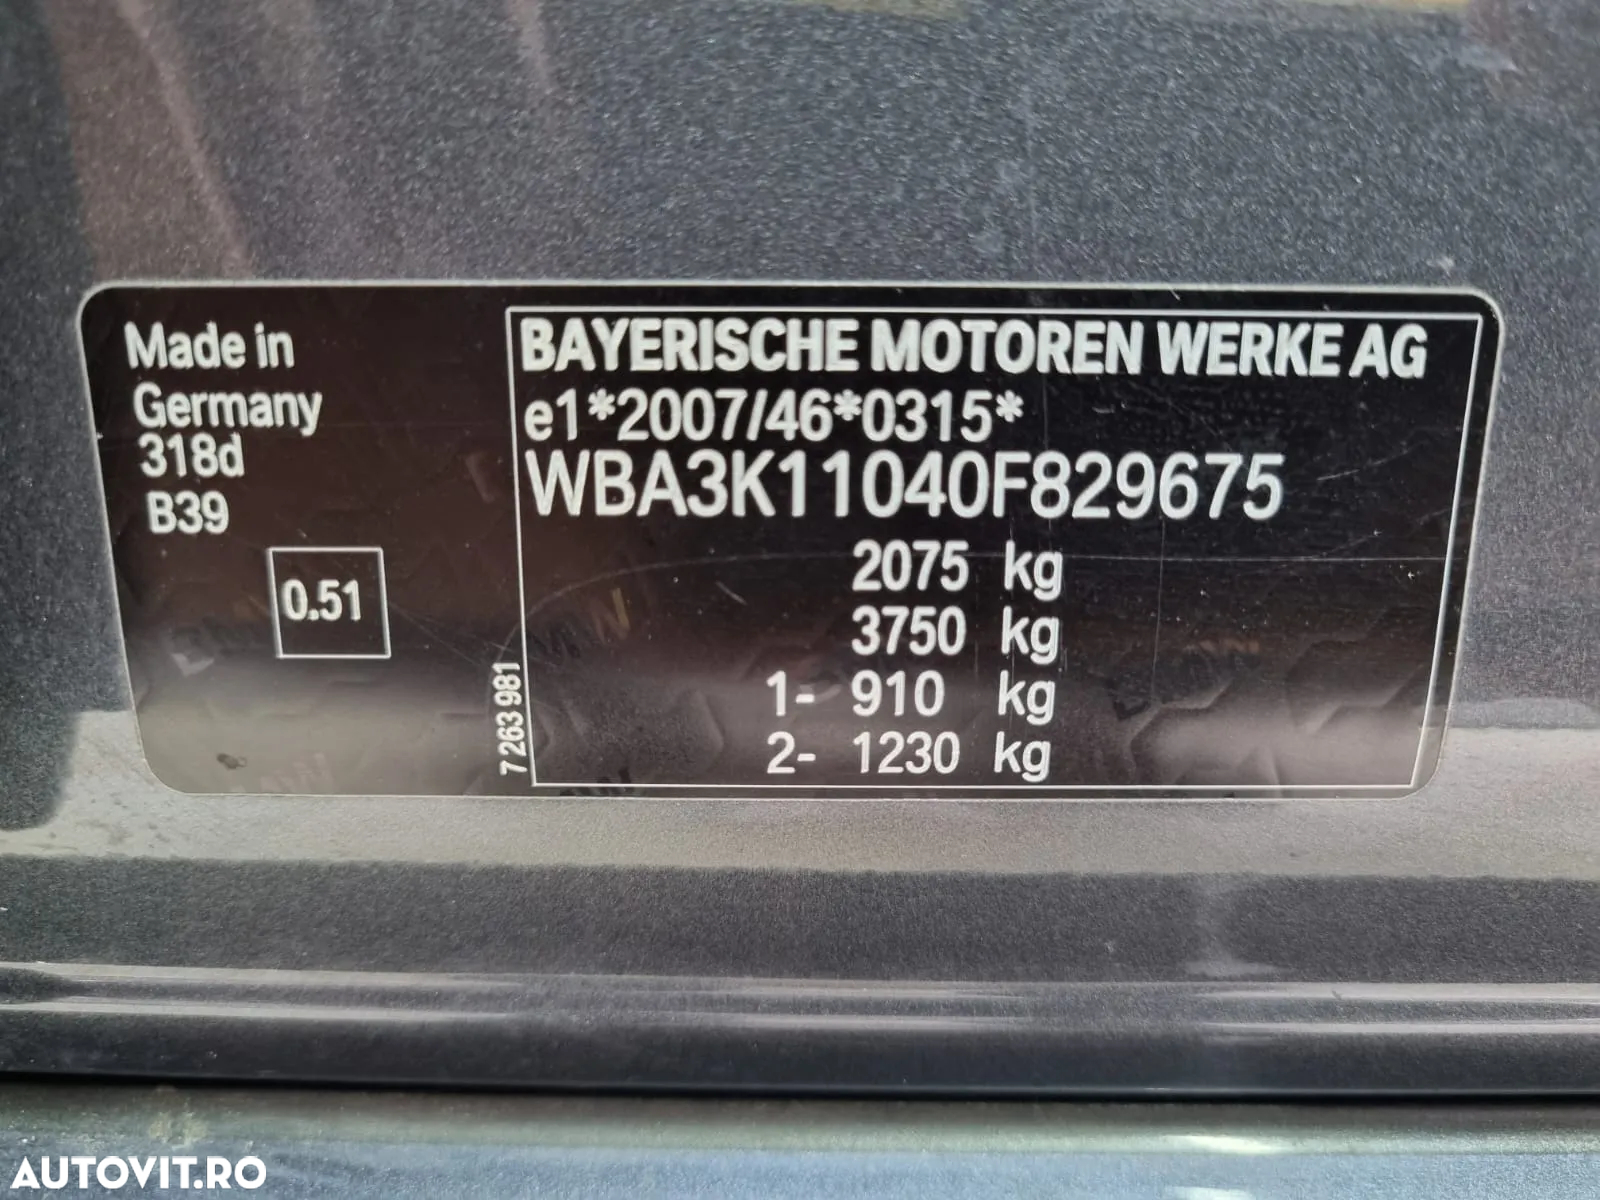 Made in
Germany
318d
B39
0.51
7 263 981
BAYERISCHE MOTOREN WERKE AG
e1*2007/46*0315*
WBA3K11040F829675
2075 kg
3750 kg
1- 910 kg
2- 1230 kg
AUTOVIT.RO